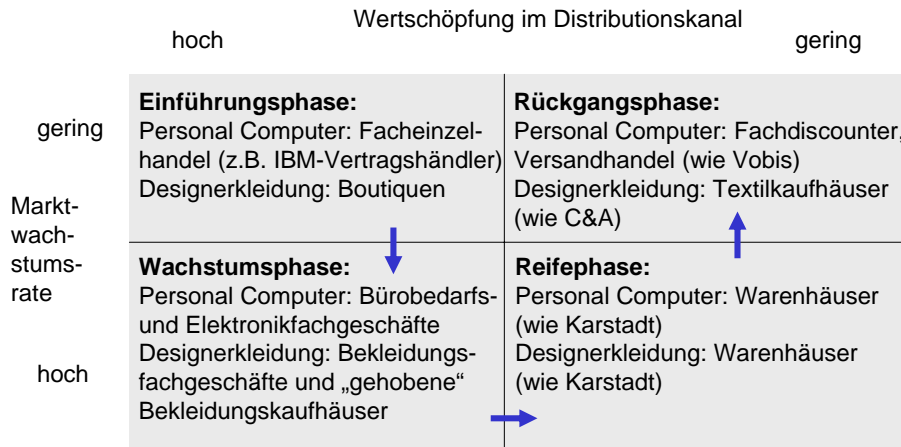 Wertschöpfung im Distributionskanal
hoch
gering
gering
Markt-
wach-
stums-
rate
hoch
Einführungsphase:
Personal Computer: Facheinzel-
handel (z.B. IBM-Vertragshändler)
Designerkleidung: Boutiquen
Rückgangsphase:
Personal Computer: Fachdiscounter,
Versandhandel (wie Vobis)
Designerkleidung: Textilkaufhäuser
(wie C&A)
Wachstumsphase:
Personal Computer: Bürobedarfs-
und Elektronikfachgeschäfte
Designerkleidung: Bekleidungs-
fachgeschäfte und „gehobene“
Bekleidungskaufhäuser
Reifephase:
Personal Computer: Warenhäuser
(wie Karstadt)
Designerkleidung: Warenhäuser
(wie Karstadt)